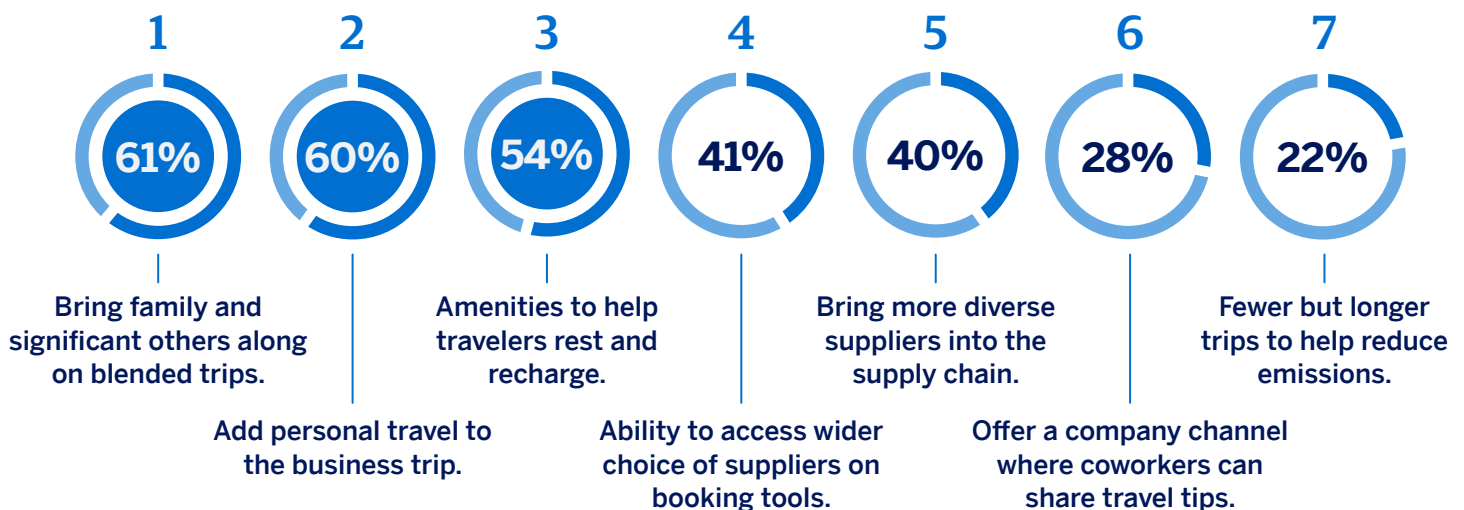 1
61%
Bring family and
significant others along
on blended trips.
2
60%
Add personal travel to
the business trip.
3
54%
Amenities to help
travelers rest and
recharge.
4
41%
Ability to access wider
choice of suppliers on
booking tools.
5
40%
Bring more diverse
suppliers into the
supply chain.
6
28%
Offer a company channel
where coworkers can
share travel tips.
7
22%
Fewer but longer
trips to help reduce
emissions.